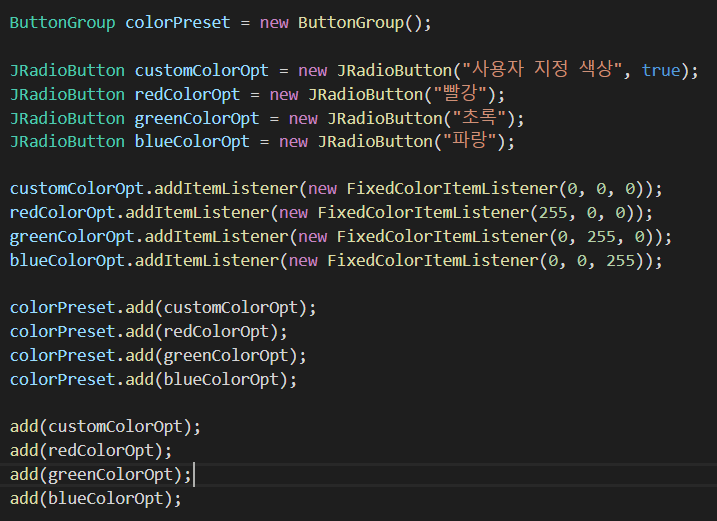 ButtonGroup colorPreset = new ButtonGroup();
JRadioButton customColorOpt = new JRadioButton("사용자 지정 색상", true);
JRadioButton redColorOpt = new JRadioButton("빨강");
JRadioButton greenColorOpt = new JRadioButton("초록");
JRadioButton blueColorOpt = new JRadioButton("파랑");
customColorOpt.addItemListener(new FixedColorItemListener(0, 0, 0));
redColorOpt.addItemListener(new FixedColorItemListener(255, 0, 0));
greenColorOpt.addItemListener(new FixedColorItemListener(0, 255, 0));
blueColorOpt.addItemListener(new FixedColorItemListener(0, 0, 255));
colorPreset.add(customColorOpt);
colorPreset.add(redColorOpt);
colorPreset.add(greenColorOpt);
colorPreset.add(blueColorOpt);
add(customColorOpt);
add(redColorOpt);
add(greenColorOpt);
add(blueColorOpt);